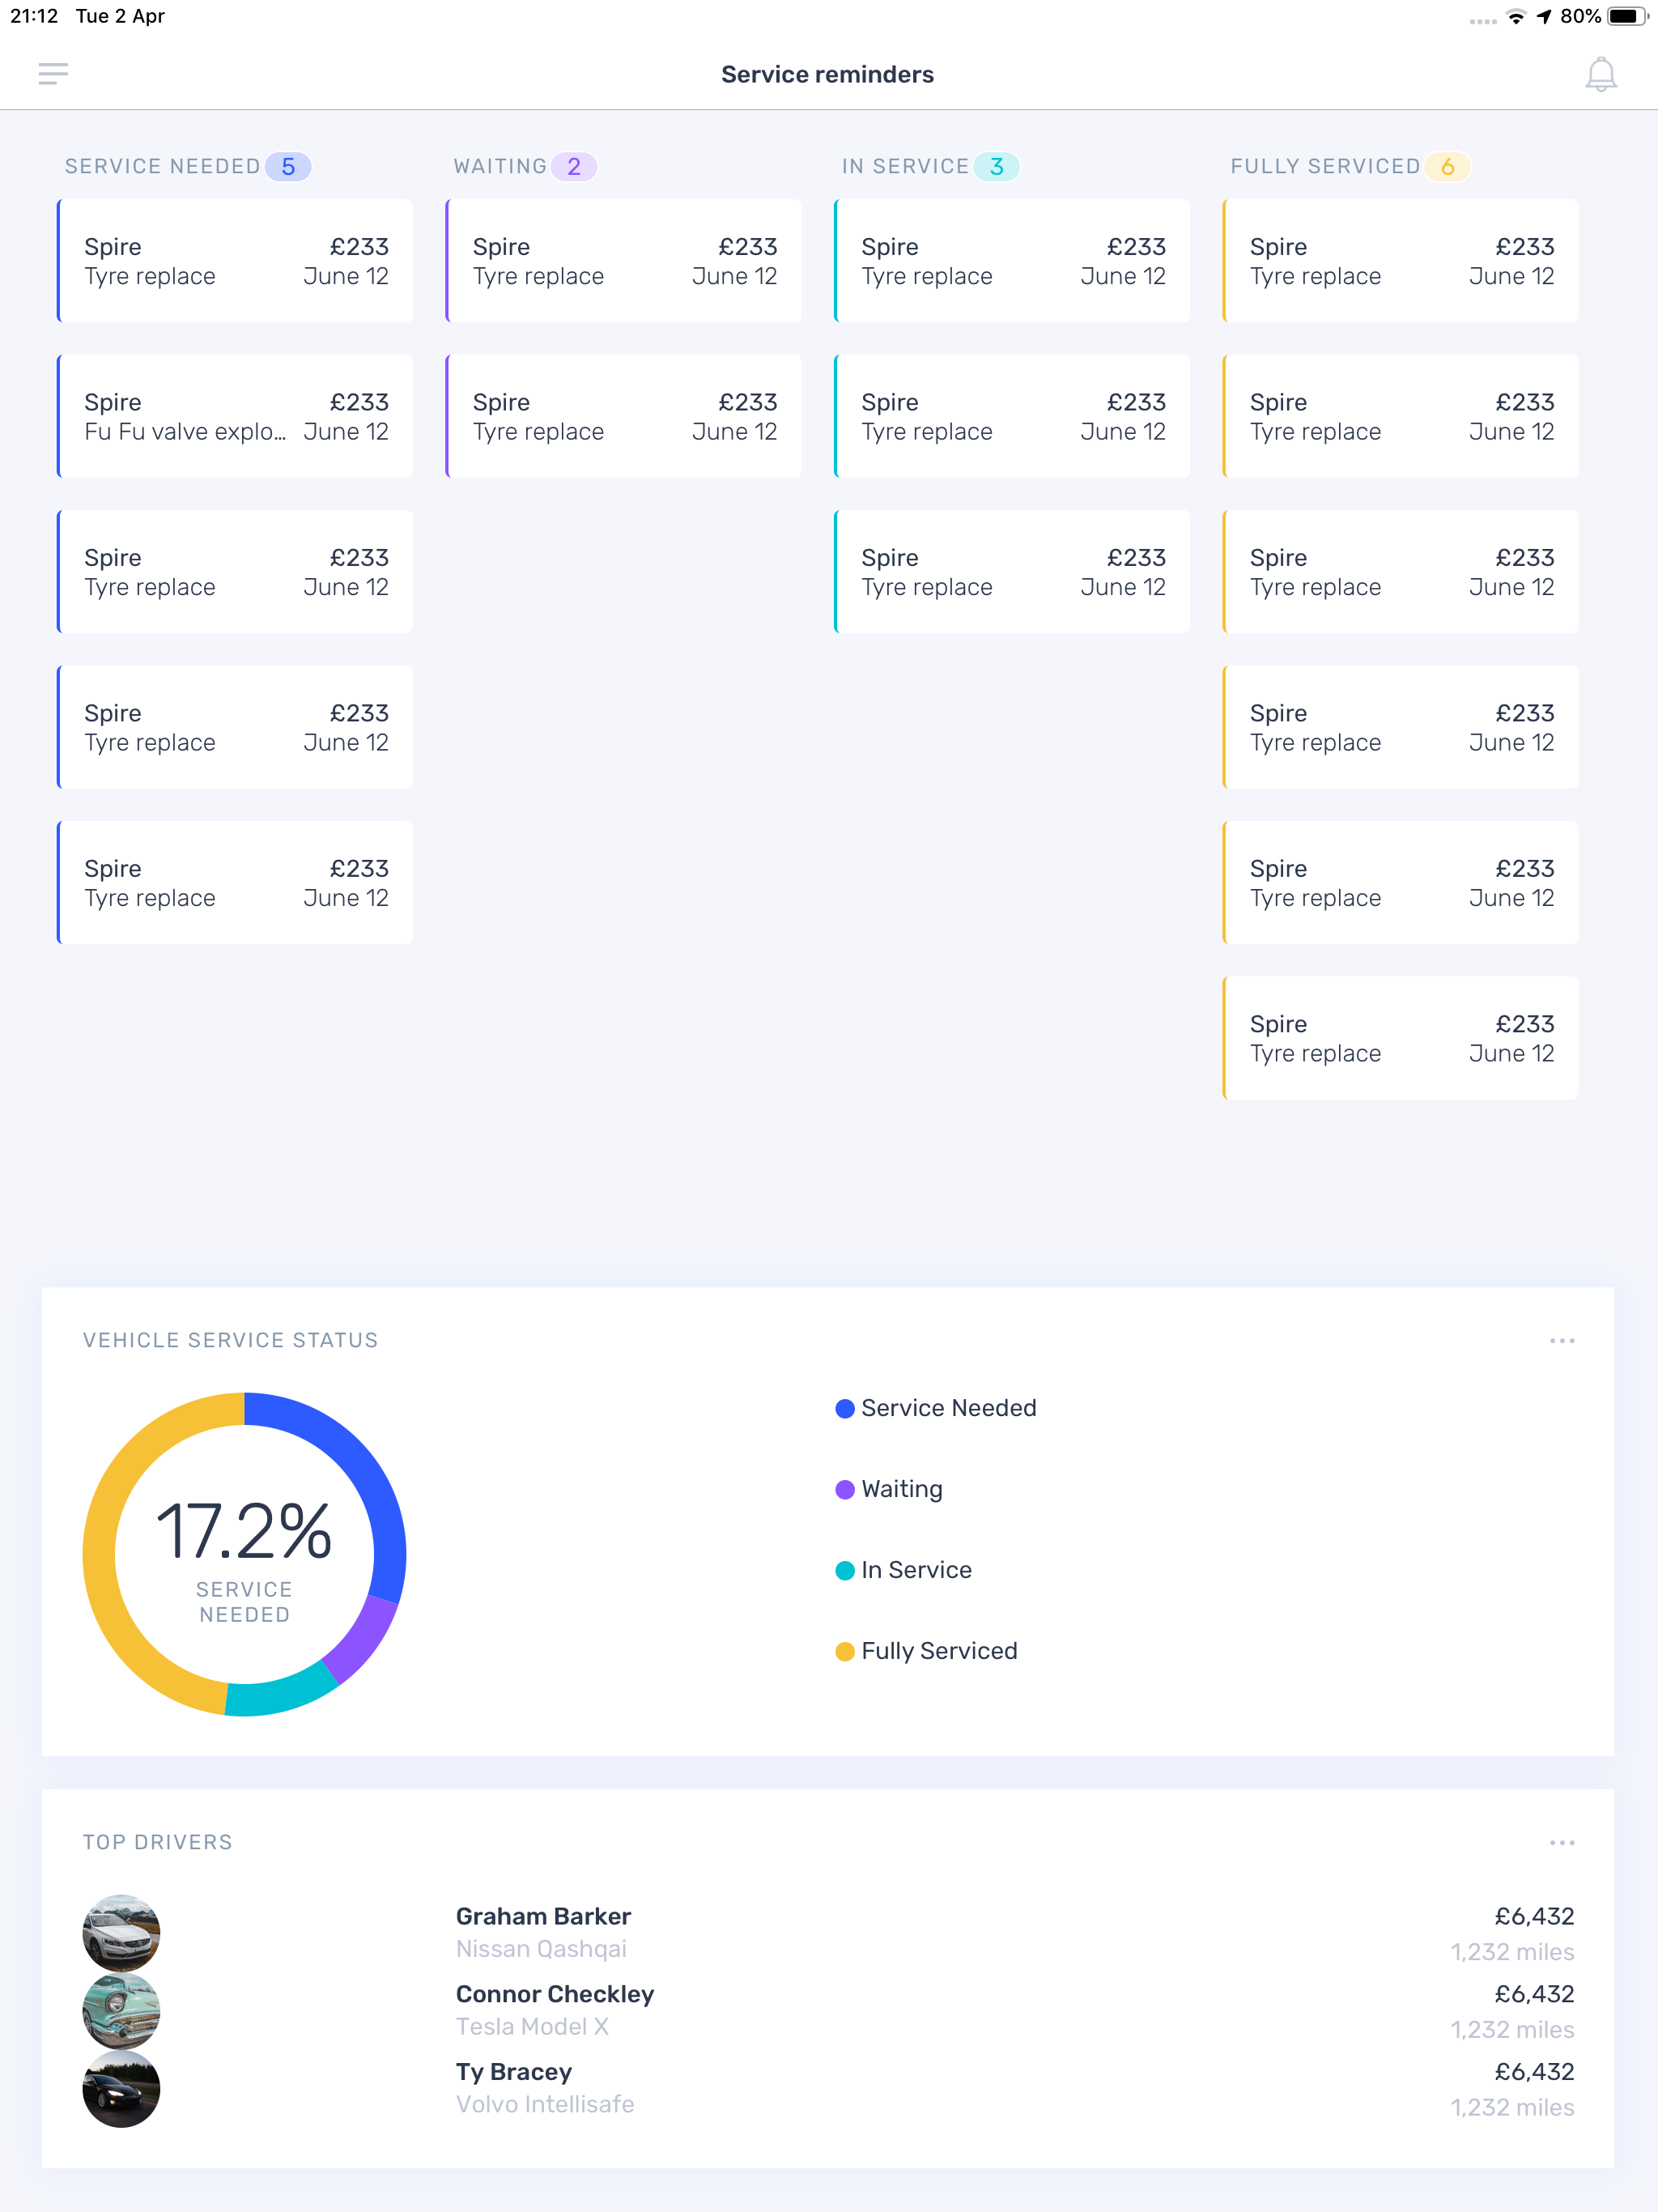 21:12 Tue 2 Apr 80%
Service reminders
SERVICE NEEDED 5
Spire £233
Tyre replace June 12
Spire £233
Fu Fu valve explo... June 12
Spire £233
Tyre replace June 12
Spire £233
Tyre replace June 12
Spire £233
Tyre replace June 12
WAITING 2
Spire £233
Tyre replace June 12
Spire £233
Tyre replace June 12
IN SERVICE 3
Spire £233
Tyre replace June 12
Spire £233
Tyre replace June 12
Spire £233
Tyre replace June 12
FULLY SERVICED 6
Spire £233
Tyre replace June 12
Spire £233
Tyre replace June 12
Spire £233
Tyre replace June 12
Spire £233
Tyre replace June 12
Spire £233
Tyre replace June 12
Spire £233
Tyre replace June 12
VEHICLE SERVICE STATUS
17.2%
SERVICE
NEEDED
Service Needed
Waiting
In Service
Fully Serviced
TOP DRIVERS
Graham Barker £6,432
Nissan Qashqai 1,232 miles
Connor Checkley £6,432
Tesla Model X 1,232 miles
Ty Bracey £6,432
Volvo Intellisafe 1,232 miles